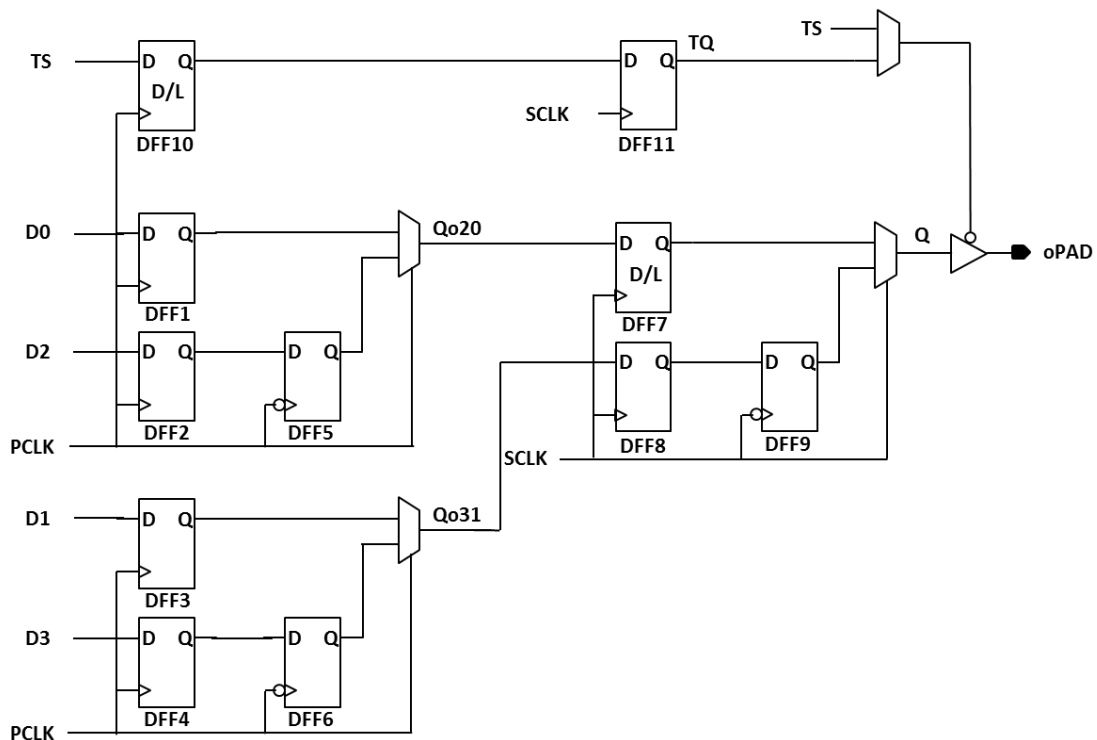 TS
TS
D Q
D/L
DFF10
D Q
TQ
SCLK
DFF11
D0
D Q
DFF1
Qo20
D Q
D/L
DFF7
Q
oPAD
D2
D Q
DFF2
D Q
DFF5
PCLK
D Q
DFF8
D Q
DFF9
SCLK
D1
D Q
DFF3
Qo31
D3
D Q
DFF4
D Q
DFF6
PCLK